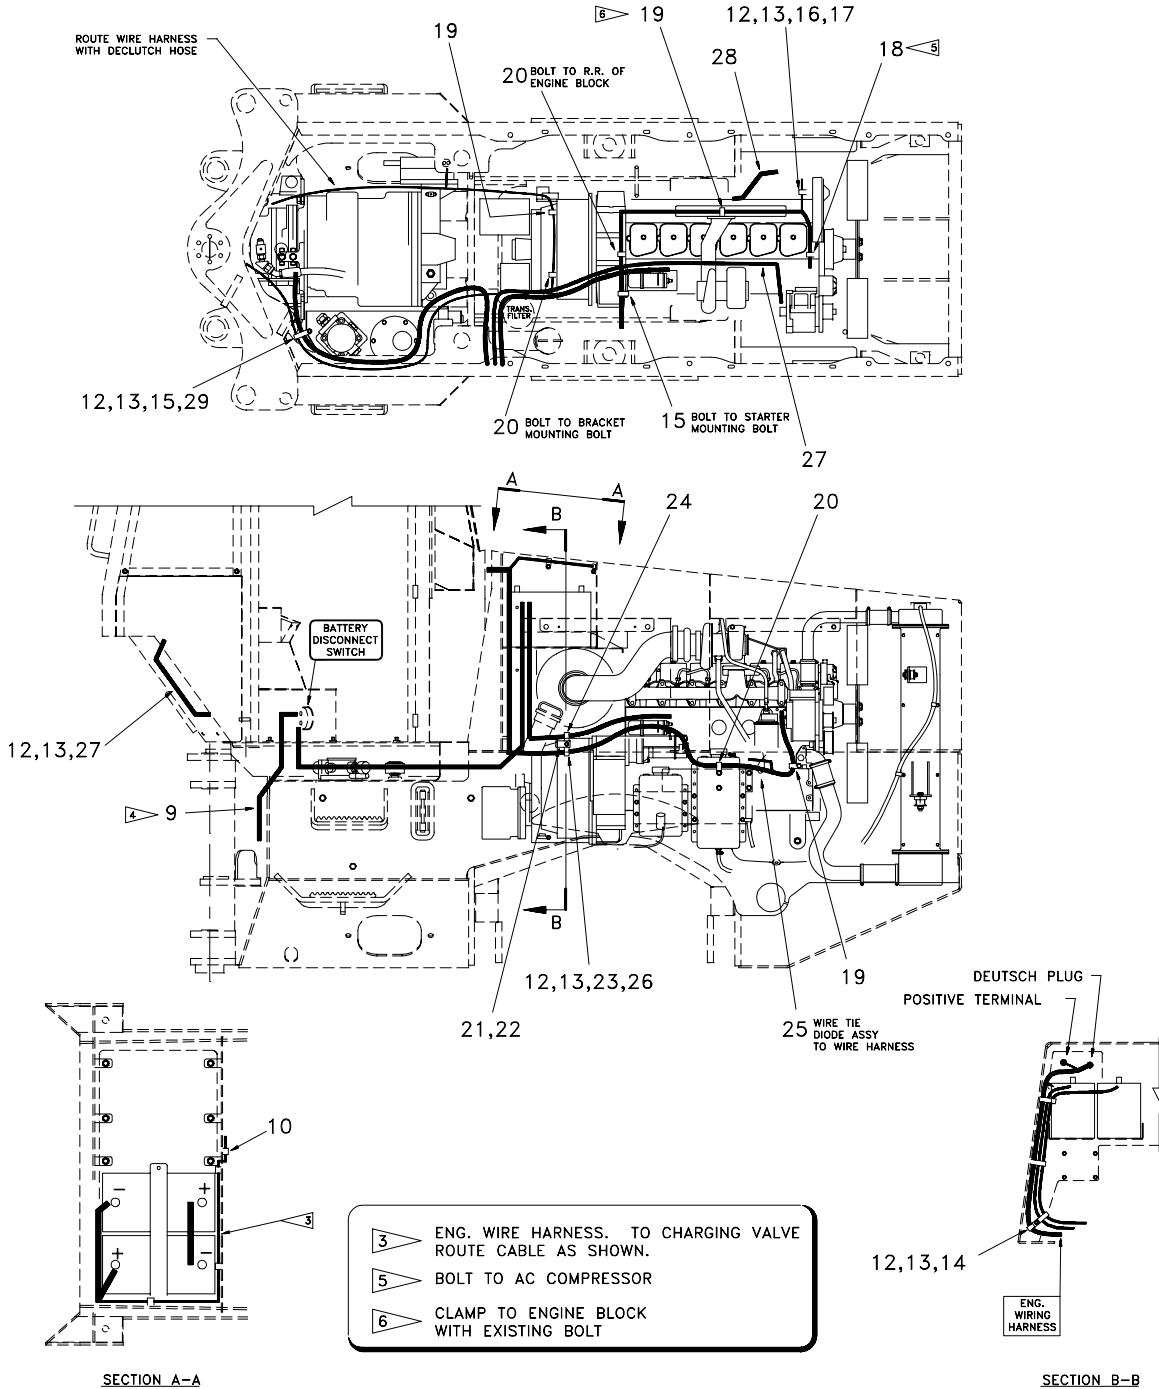 6 19
12,13,16,17
19
ROUTE WIRE HARNESS
WITH DECLUTCH HOSE
20 BOLT TO R.R. OF
ENGINE BLOCK
28
18 5
TRANS.
FILTER
12,13,15,29
20 BOLT TO BRACKET
MOUNTING BOLT
15 BOLT TO STARTER
MOUNTING BOLT
27
A
A
B
24
20
BATTERY
DISCONNECT
SWITCH
12,13,27
4 9
B
12,13,23,26
19
21,22
25 WIRE TIE
DIODE ASSY
TO WIRE HARNESS
DEUTSCH PLUG
POSITIVE TERMINAL
10
- +
3
+ -
3 ENG. WIRE HARNESS. TO CHARGING VALVE
ROUTE CABLE AS SHOWN.
5 BOLT TO AC COMPRESSOR
6 CLAMP TO ENGINE BLOCK
WITH EXISTING BOLT
12,13,14
ENG.
WIRING
HARNESS
SECTION A-A
SECTION B-B